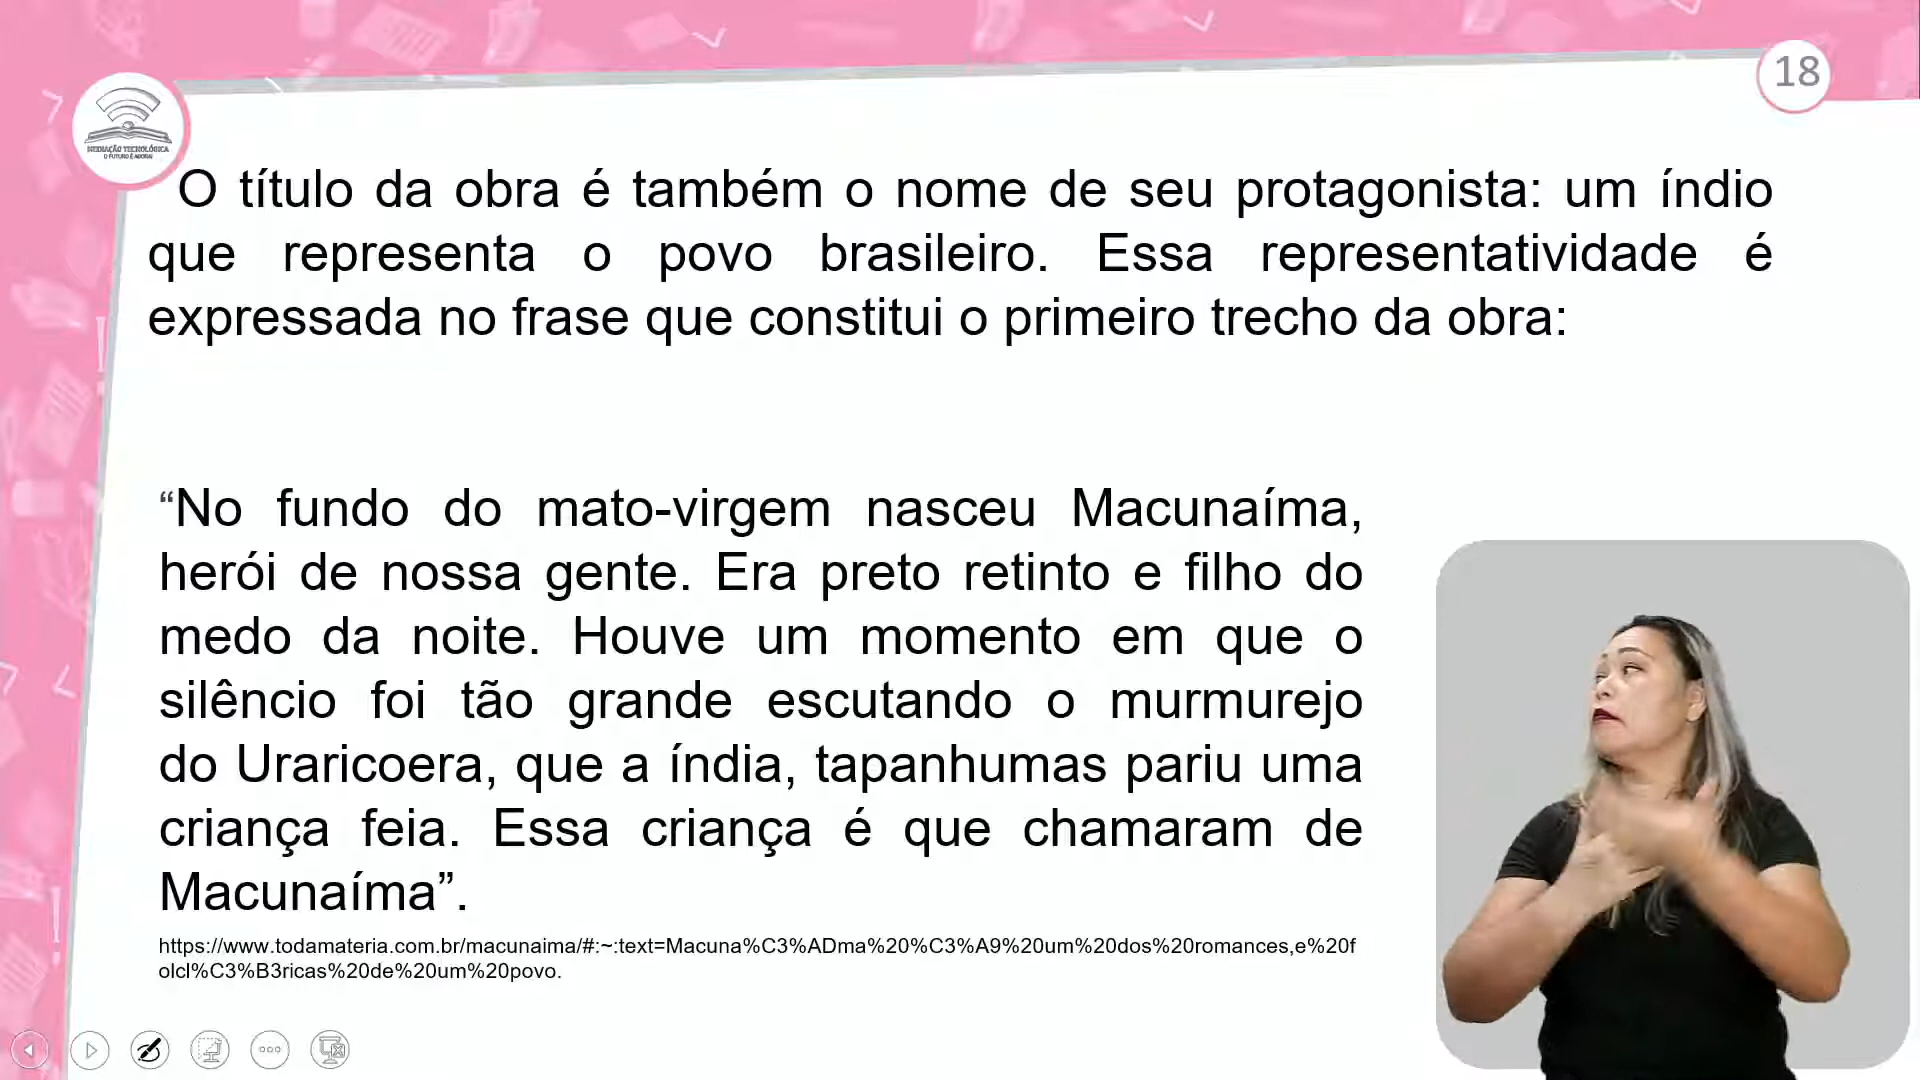 18
MEDIAÇÃO TECNOLÓGICA
O FUTURO É AGORA!
O título da obra é também o nome de seu protagonista: um índio
que representa o povo brasileiro. Essa representatividade é
expressada no frase que constitui o primeiro trecho da obra:
“No fundo do mato-virgem nasceu Macunaíma,
herói de nossa gente. Era preto retinto e filho do
medo da noite. Houve um momento em que o
silêncio foi tão grande escutando o murmurejo
do Uraricoera, que a índia, tapanhumas pariu uma
criança feia. Essa criança é que chamaram de
Macunaíma”.
https://www.todamateria.com.br/macunaima/#:~:text=Macuna%C3%ADma%20%C3%A9%20um%20dos%20romances,e%20f
olcl%C3%B3ricas%20de%20um%20povo.